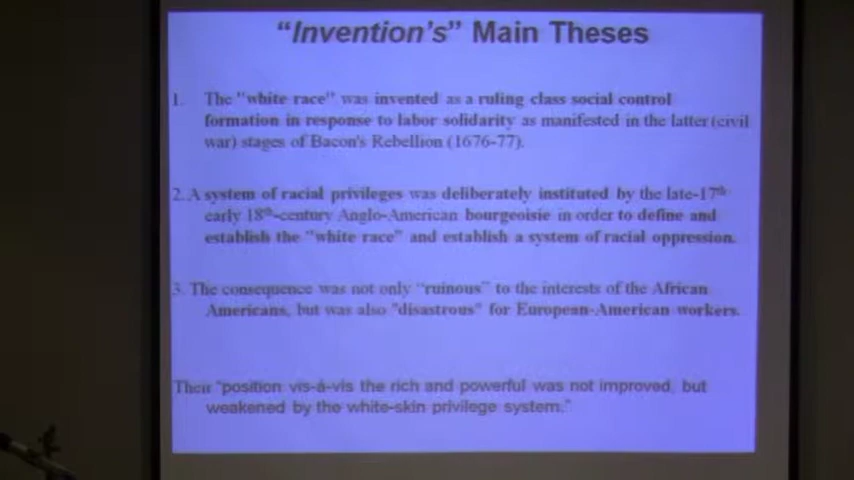 “Invention’s” Main Theses
1. The "white race" was invented as a ruling class social control
formation in response to labor solidarity as manifested in the latter (civil
war) stages of Bacon's Rebellion (1676-77).
2. A system of racial privileges was deliberately instituted by the late-17th
early 18th-century Anglo-American bourgeoisie in order to define and
establish the "white race" and establish a system of racial oppression.
3. The consequence was not only “ruinous” to the interests of the African
Americans, but was also "disastrous" for European-American workers.
Their “position vis-à-vis the rich and powerful was not improved, but
weakened by the white-skin privilege system.”